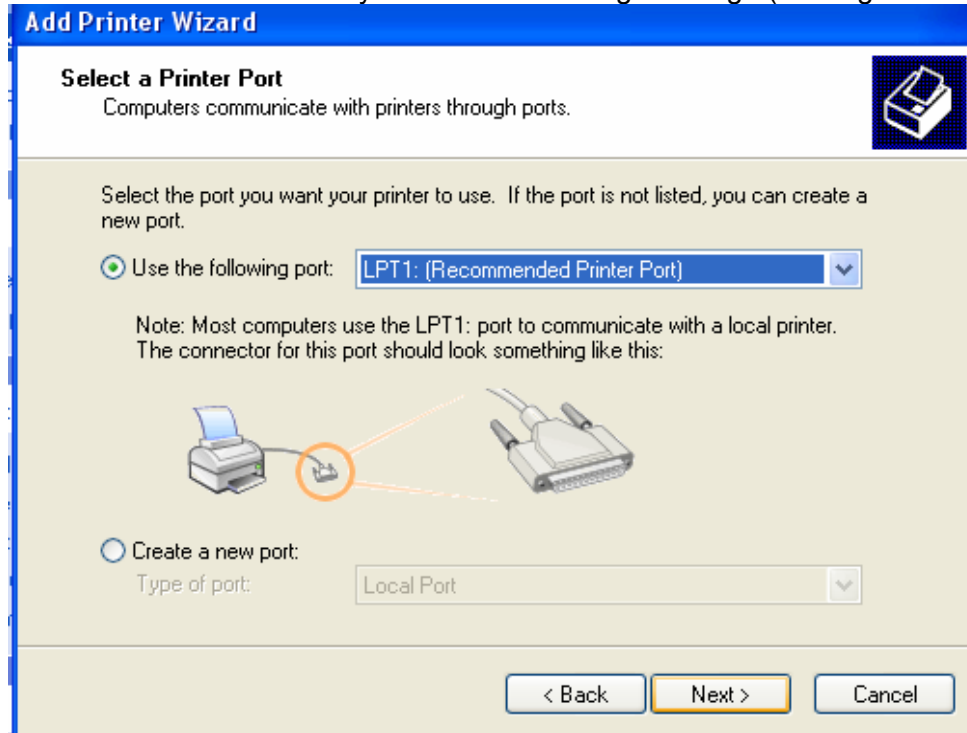 Add Printer Wizard
Select a Printer Port
Computers communicate with printers through ports.
Select the port you want your printer to use. If the port is not listed, you can create a
new port.
Use the following port: LPT1: (Recommended Printer Port)
Note: Most computers use the LPT1: port to communicate with a local printer.
The connector for this port should look something like this:
Create a new port:
Type of port: Local Port
< Back Next > Cancel